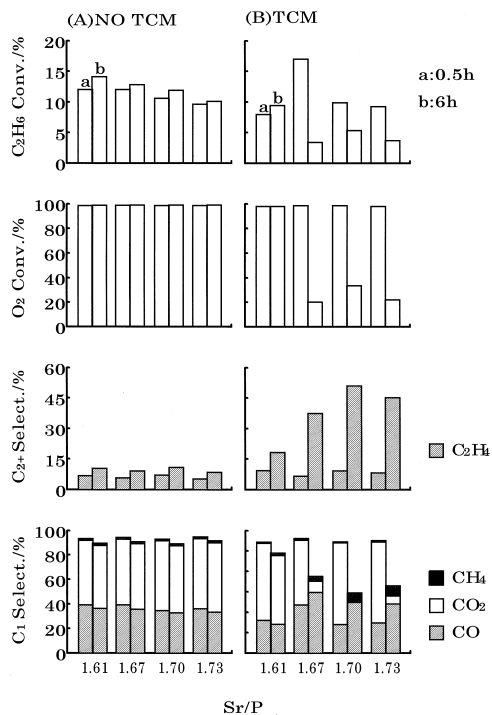 (A)NO TCM
(B)TCM
C₂H₆ Conv./%
20
15
10
5
0
a
b
a
b
a:0.5h
b:6h
O₂ Conv./%
100
80
60
40
20
0
C₂₊ Select./%
60
45
30
15
0
C₂H₄
C₁ Select./%
100
80
60
40
20
0
CH₄
CO₂
CO
1.61 1.67 1.70 1.73
1.61 1.67 1.70 1.73
Sr/P